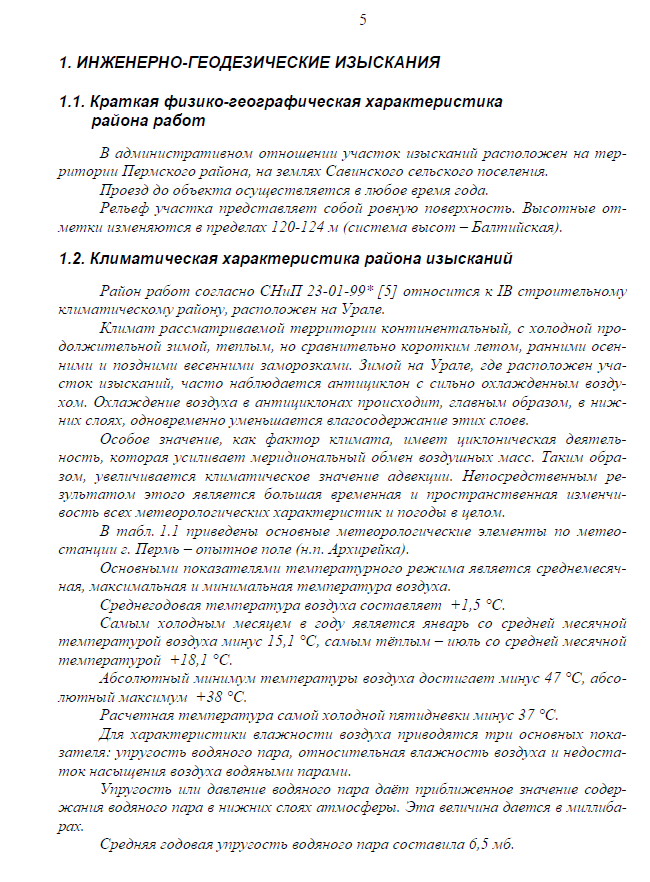 5
1. ИНЖЕНЕРНО-ГЕОДЕЗИЧЕСКИЕ ИЗЫСКАНИЯ
1.1. Краткая физико-географическая характеристика
района работ
В административном отношении участок изысканий расположен на тер-
ритории Пермского района, на землях Савинского сельского поселения.
Проезд до объекта осуществляется в любое время года.
Рельеф участка представляет собой ровную поверхность. Высотные от-
метки изменяются в пределах 120-124 м (система высот – Балтийская).
1.2. Климатическая характеристика района изысканий
Район работ согласно СНиП 23-01-99* [5] относится к IВ строительному
климатическому району, расположен на Урале.
Климат рассматриваемой территории континентальный, с холодной про-
должительной зимой, теплым, но сравнительно коротким летом, ранними осен-
ними и поздними весенними заморозками. Зимой на Урале, где расположен уча-
сток изысканий, часто наблюдается антициклон с сильно охлажденным возду-
хом. Охлаждение воздуха в антициклонах происходит, главным образом, в ниж-
них слоях, одновременно уменьшается влагосодержание этих слоев.
Особое значение, как фактор климата, имеет циклоническая деятель-
ность, которая усиливает меридиональный обмен воздушных масс. Таким обра-
зом, увеличивается климатическое значение адвекции. Непосредственным ре-
зультатом этого является большая временная и пространственная изменчи-
вость всех метеорологических характеристик и погоды в целом.
В табл. 1.1 приведены основные метеорологические элементы по метео-
станции г. Пермь – опытное поле (н.п. Архирейка).
Основными показателями температурного режима является среднемесяч-
ная, максимальная и минимальная температура воздуха.
Среднегодовая температура воздуха составляет +1,5 °С.
Самым холодным месяцем в году является январь со средней месячной
температурой воздуха минус 15,1 °С, самым тёплым – июль со средней месячной
температурой +18,1 °С.
Абсолютный минимум температуры воздуха достигает минус 47 °С, абсо-
лютный максимум +38 °С.
Расчетная температура самой холодной пятидневки минус 37 °С.
Для характеристики влажности воздуха приводятся три основных пока-
зателя: упругость водяного пара, относительная влажность воздуха и недоста-
ток насыщения воздуха водяными парами.
Упругость или давление водяного пара даёт приближенное значение содер-
жания водяного пара в нижних слоях атмосферы. Эта величина дается в миллиба-
рах.
Средняя годовая упругость водяного пара составила 6,5 мб.